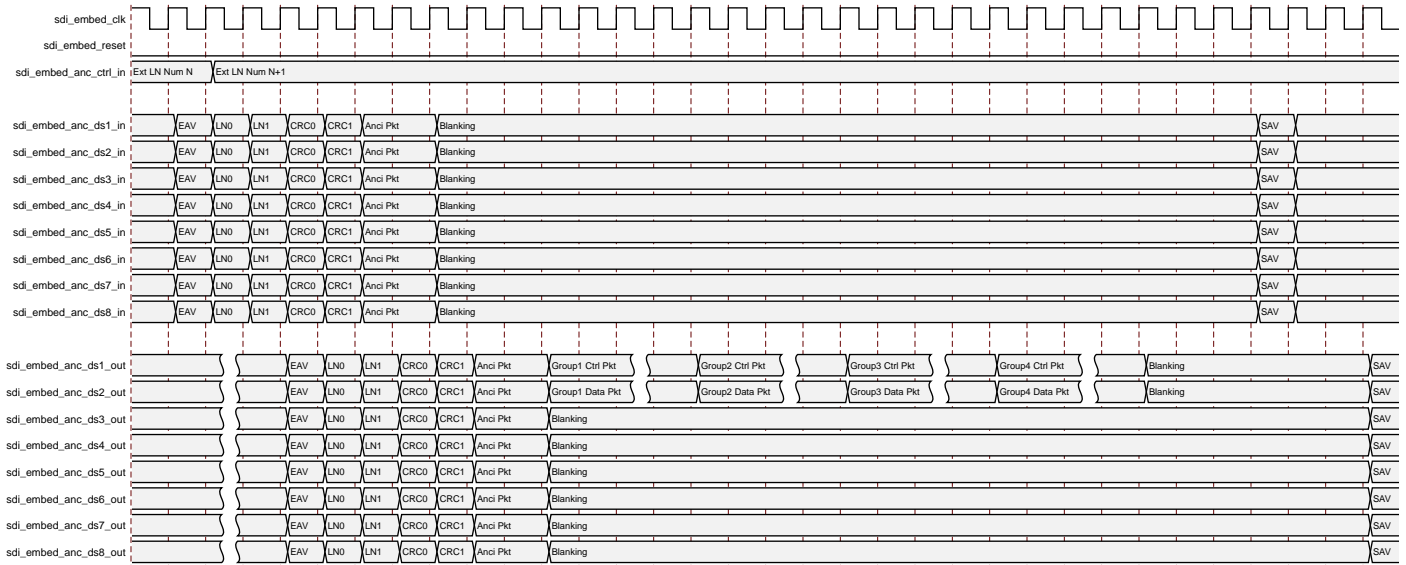 sdi_embed_clk
sdi_embed_reset
sdi_embed_anc_ctrl_in Ext LN Num N Ext LN Num N+1
sdi_embed_anc_ds1_in EAV LN0 LN1 CRC0 CRC1 Anci Pkt Blanking SAV
sdi_embed_anc_ds2_in EAV LN0 LN1 CRC0 CRC1 Anci Pkt Blanking SAV
sdi_embed_anc_ds3_in EAV LN0 LN1 CRC0 CRC1 Anci Pkt Blanking SAV
sdi_embed_anc_ds4_in EAV LN0 LN1 CRC0 CRC1 Anci Pkt Blanking SAV
sdi_embed_anc_ds5_in EAV LN0 LN1 CRC0 CRC1 Anci Pkt Blanking SAV
sdi_embed_anc_ds6_in EAV LN0 LN1 CRC0 CRC1 Anci Pkt Blanking SAV
sdi_embed_anc_ds7_in EAV LN0 LN1 CRC0 CRC1 Anci Pkt Blanking SAV
sdi_embed_anc_ds8_in EAV LN0 LN1 CRC0 CRC1 Anci Pkt Blanking SAV
sdi_embed_anc_ds1_out EAV LN0 LN1 CRC0 CRC1 Anci Pkt Group1 Ctrl Pkt Group2 Ctrl Pkt Group3 Ctrl Pkt Group4 Ctrl Pkt Blanking SAV
sdi_embed_anc_ds2_out EAV LN0 LN1 CRC0 CRC1 Anci Pkt Group1 Data Pkt Group2 Data Pkt Group3 Data Pkt Group4 Data Pkt Blanking SAV
sdi_embed_anc_ds3_out EAV LN0 LN1 CRC0 CRC1 Anci Pkt Blanking SAV
sdi_embed_anc_ds4_out EAV LN0 LN1 CRC0 CRC1 Anci Pkt Blanking SAV
sdi_embed_anc_ds5_out EAV LN0 LN1 CRC0 CRC1 Anci Pkt Blanking SAV
sdi_embed_anc_ds6_out EAV LN0 LN1 CRC0 CRC1 Anci Pkt Blanking SAV
sdi_embed_anc_ds7_out EAV LN0 LN1 CRC0 CRC1 Anci Pkt Blanking SAV
sdi_embed_anc_ds8_out EAV LN0 LN1 CRC0 CRC1 Anci Pkt Blanking SAV